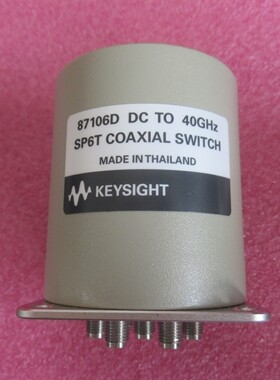 87106D DC TO 40GHz
SP6T COAXIAL SWITCH
MADE IN THAILAND
KEYSIGHT